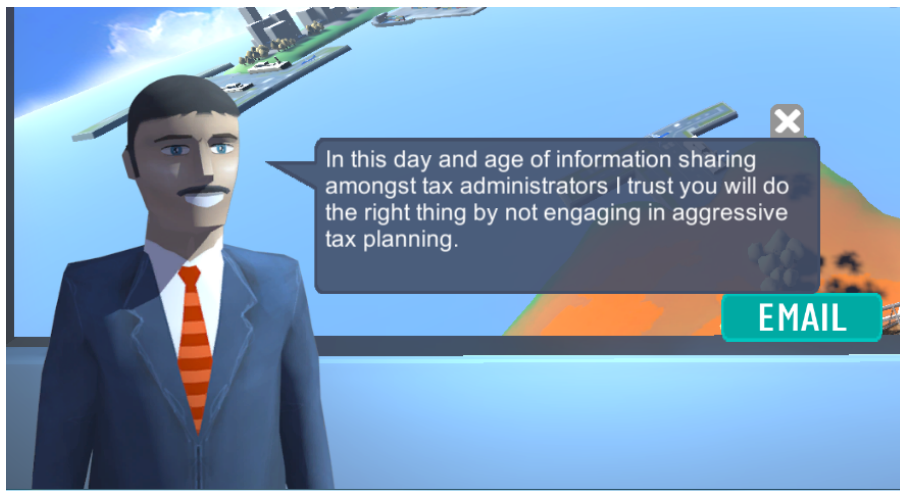 In this day and age of information sharing
amongst tax administrators I trust you will do
the right thing by not engaging in aggressive
tax planning.
EMAIL